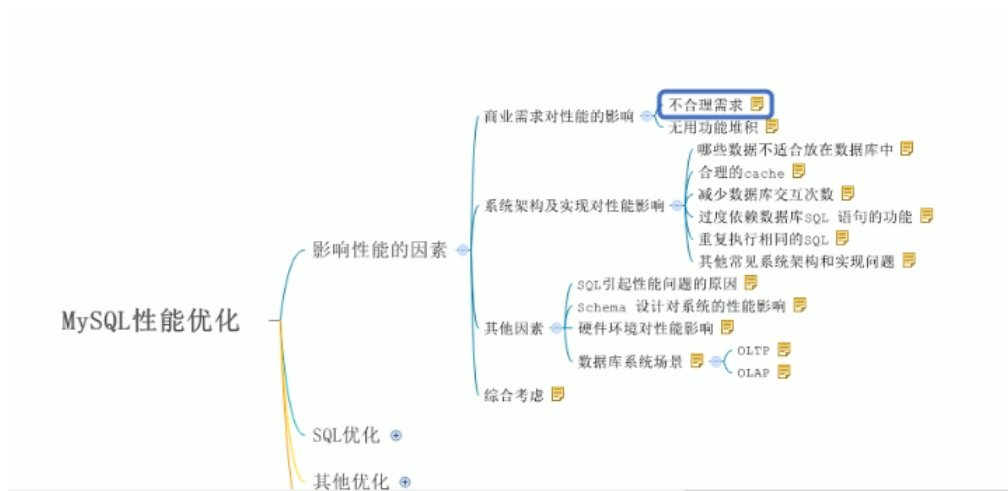 不合理需求
商业需求对性能的影响
无用功能堆积
哪些数据不适合放在数据库中
合理的cache
减少数据库交互次数
系统架构及实现对性能影响
过度依赖数据库SQL 语句的功能
重复执行相同的SQL
影响性能的因素
其他常见系统架构和实现问题
SQL引起性能问题的原因
Schema 设计对系统的性能影响
MySQL性能优化
其他因素
硬件环境对性能影响
OLTP
数据库系统场景
OLAP
综合考虑
SQL优化
其他优化